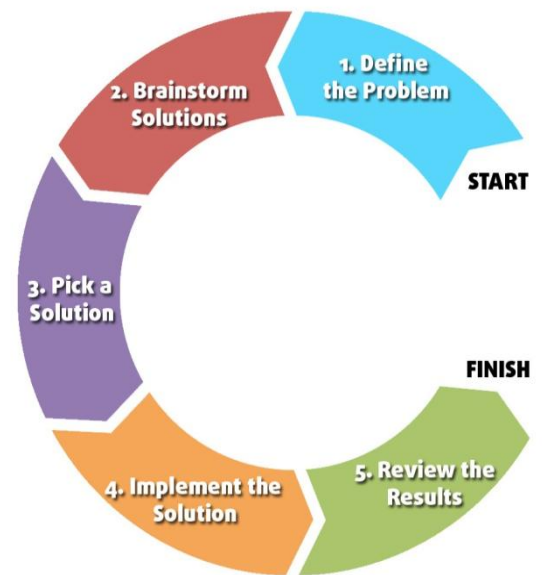 1. Define
the Problem
START
2. Brainstorm
Solutions
3. Pick a
Solution
4. Implement the
Solution
5. Review the
Results
FINISH